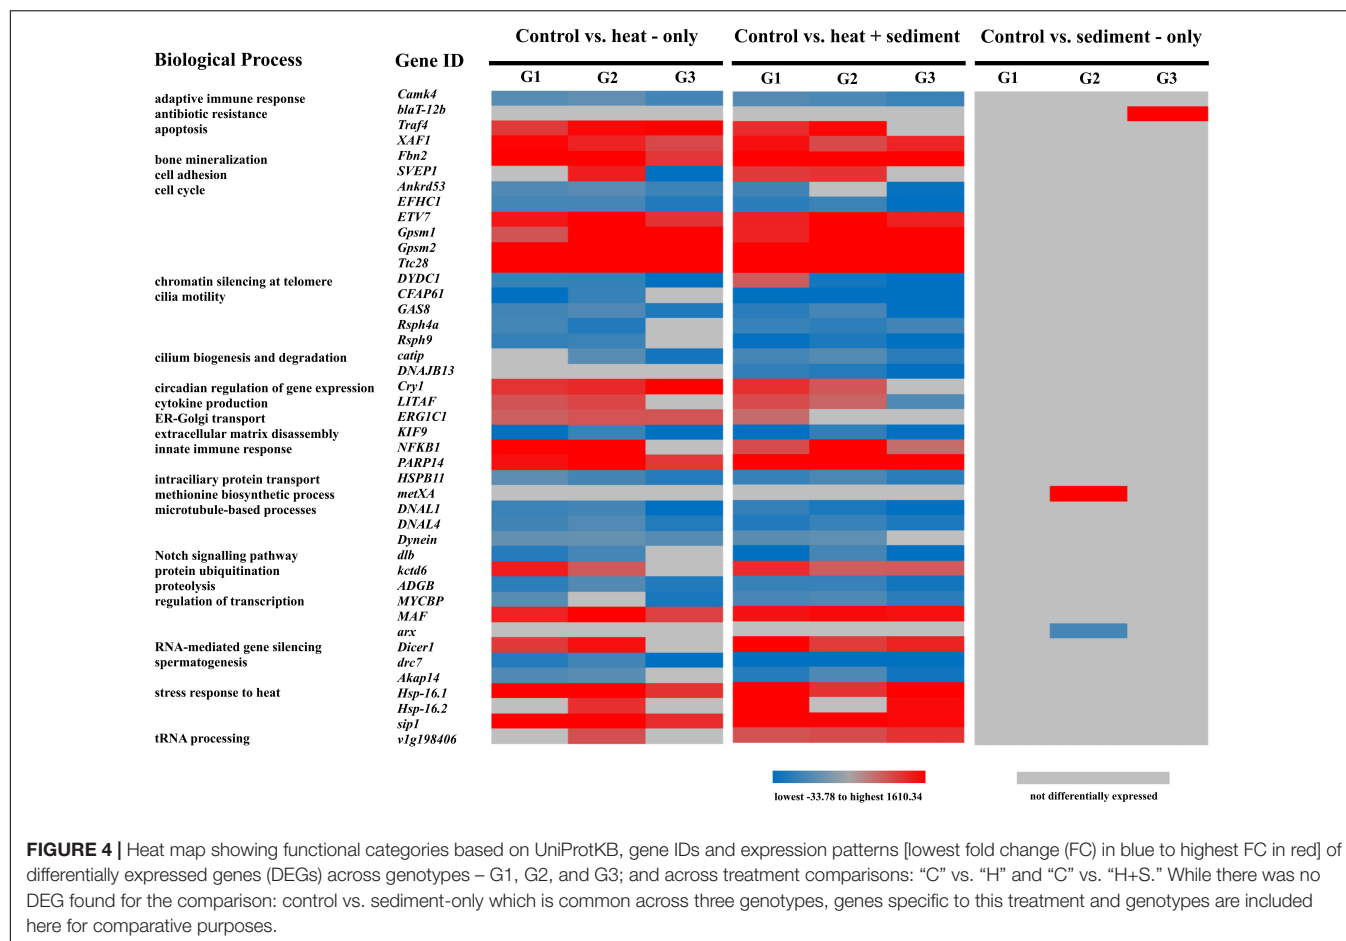 Control vs. heat - only Control vs. heat + sediment Control vs. sediment - only
Biological Process Gene ID
G1 G2 G3 G1 G2 G3 G1 G2 G3
adaptive immune response Camk4
antibiotic resistance blaT-12b
apoptosis Traf4
XAF1
bone mineralization Fbn2
cell adhesion SVEP1
cell cycle Ankrd53
EFHC1
ETV7
Gpsm1
Gpsm2
Ttc28
chromatin silencing at telomere DYDC1
cilia motility CFAP61
GAS8
Rsph4a
Rsph9
cilium biogenesis and degradation catip
DNAJB13
circadian regulation of gene expression Cry1
cytokine production LITAF
ER-Golgi transport ERG1C1
extracellular matrix disassembly KIF9
innate immune response NFKB1
PARP14
intraciliary protein transport HSPB11
methionine biosynthetic process metXA
microtubule-based processes DNAL1
DNAL4
Dynein
Notch signalling pathway dlb
protein ubiquitination kctd6
proteolysis ADGB
regulation of transcription MYCBP
MAF
arx
RNA-mediated gene silencing Dicer1
spermatogenesis drc7
Akap14
stress response to heat Hsp-16.1
Hsp-16.2
sip1
tRNA processing v1g198406
lowest -33.78 to highest 1610.34 not differentially expressed
FIGURE 4 | Heat map showing functional categories based on UniProtKB, gene IDs and expression patterns [lowest fold change (FC) in blue to highest FC in red] of
differentially expressed genes (DEGs) across genotypes – G1, G2, and G3; and across treatment comparisons: “C” vs. “H” and “C” vs. “H+S.” While there was no
DEG found for the comparison: control vs. sediment-only which is common across three genotypes, genes specific to this treatment and genotypes are included
here for comparative purposes.